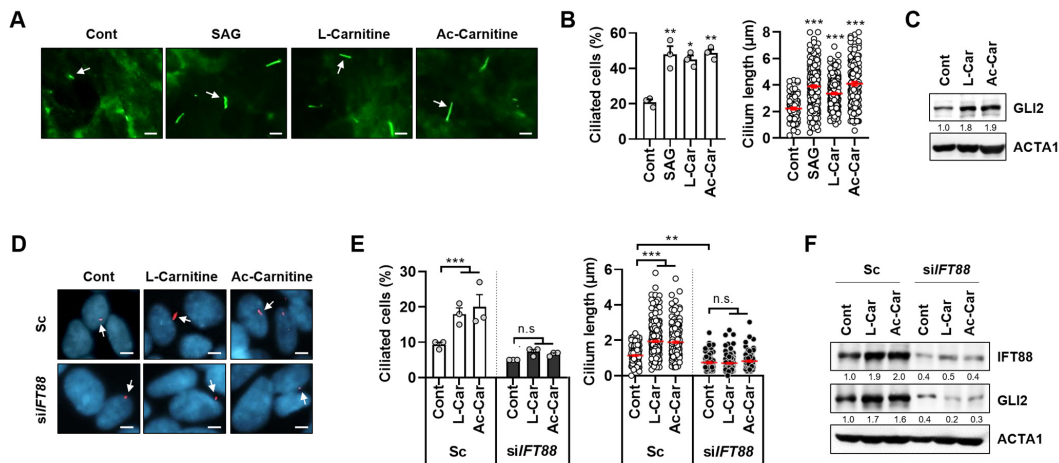 A
Cont SAG L-Carnitine Ac-Carnitine
B
Ciliated cells (%)
60
40
20
0
** * **
Cont SAG L-Car Ac-Car
Cilium length (µm)
8
6
4
2
0
*** *** ***
Cont SAG L-Car Ac-Car
C
Cont L-Car Ac-Car
GLI2
1.0 1.8 1.9
ACTA1
D
Cont L-Carnitine Ac-Carnitine
Sc
siIFT88
E
Ciliated cells (%)
30
20
10
0
***
n.s
Cont L-Car Ac-Car Cont L-Car Ac-Car
Sc siIFT88
Cilium length (µm)
6
4
2
0
**
***
n.s.
Cont L-Car Ac-Car Cont L-Car Ac-Car
Sc siIFT88
F
Sc siIFT88
Cont L-Car Ac-Car Cont L-Car Ac-Car
IFT88
1.0 1.9 2.0 0.4 0.5 0.4
GLI2
1.0 1.7 1.6 0.4 0.2 0.3
ACTA1